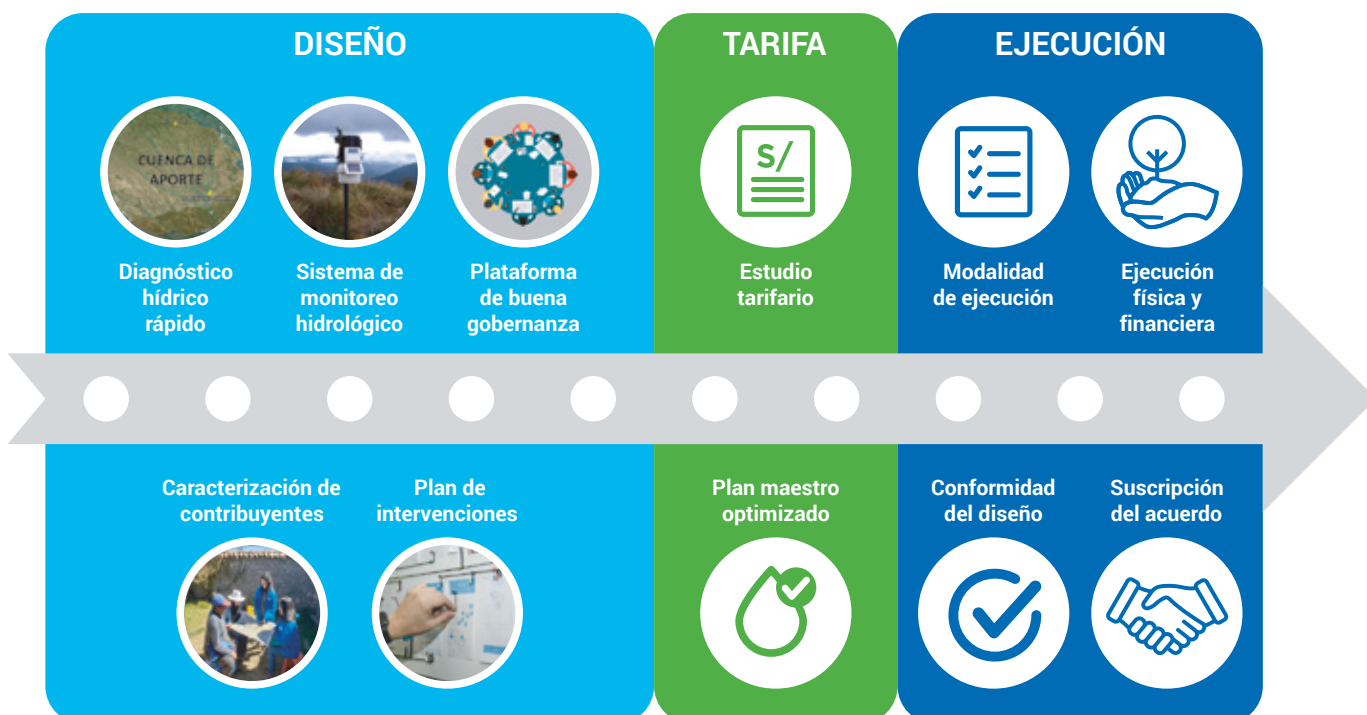 DISEÑO
TARIFA
EJECUCIÓN
CUENCA DE
APORTE
S/
Diagnóstico
hídrico
rápido
Sistema de
monitoreo
hidrológico
Plataforma
de buena
gobernanza
Estudio
tarifario
Modalidad
de ejecución
Ejecución
física y
financiera
Caracterización de
contribuyentes
Plan de
intervenciones
Plan maestro
optimizado
Conformidad
del diseño
Suscripción
del acuerdo